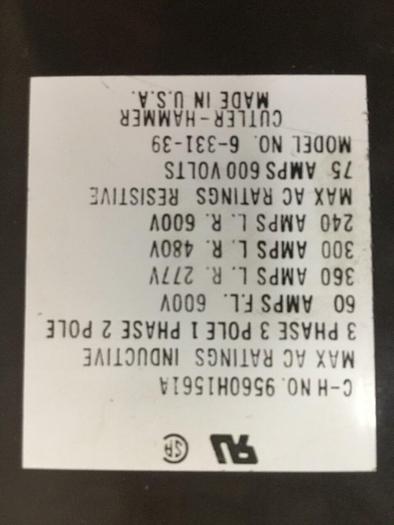 RU SA
C-H NO. 9560H1561A
MAX AC RATINGS INDUCTIVE
3 PHASE 3 POLE 1 PHASE 2 POLE
60 AMPS F.L. 600V
360 AMPS L. R. 277V
300 AMPS L. R. 480V
240 AMPS L. R. 600V
MAX AC RATINGS RESISTIVE
75 AMPS 600 VOLTS
MODEL NO. 6-331-39
CUTLER-HAMMER
MADE IN U.S.A.